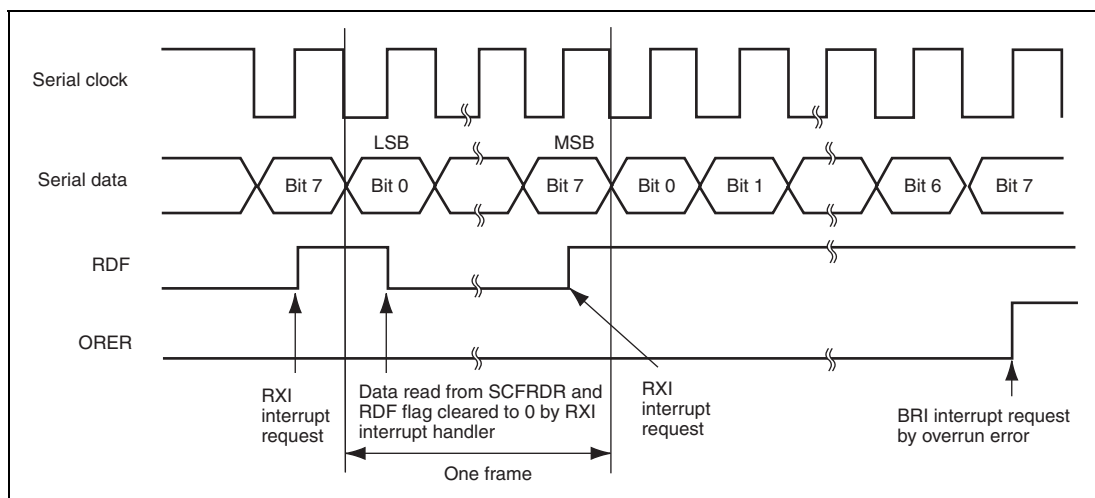 Serial clock
LSB
MSB
Serial data
Bit 7
Bit 0
Bit 7
Bit 0
Bit 1
Bit 6
Bit 7
RDF
ORER
RXI
interrupt
request
Data read from SCFRDR and
RDF flag cleared to 0 by RXI
interrupt handler
RXI
interrupt
request
BRI interrupt request
by overrun error
One frame